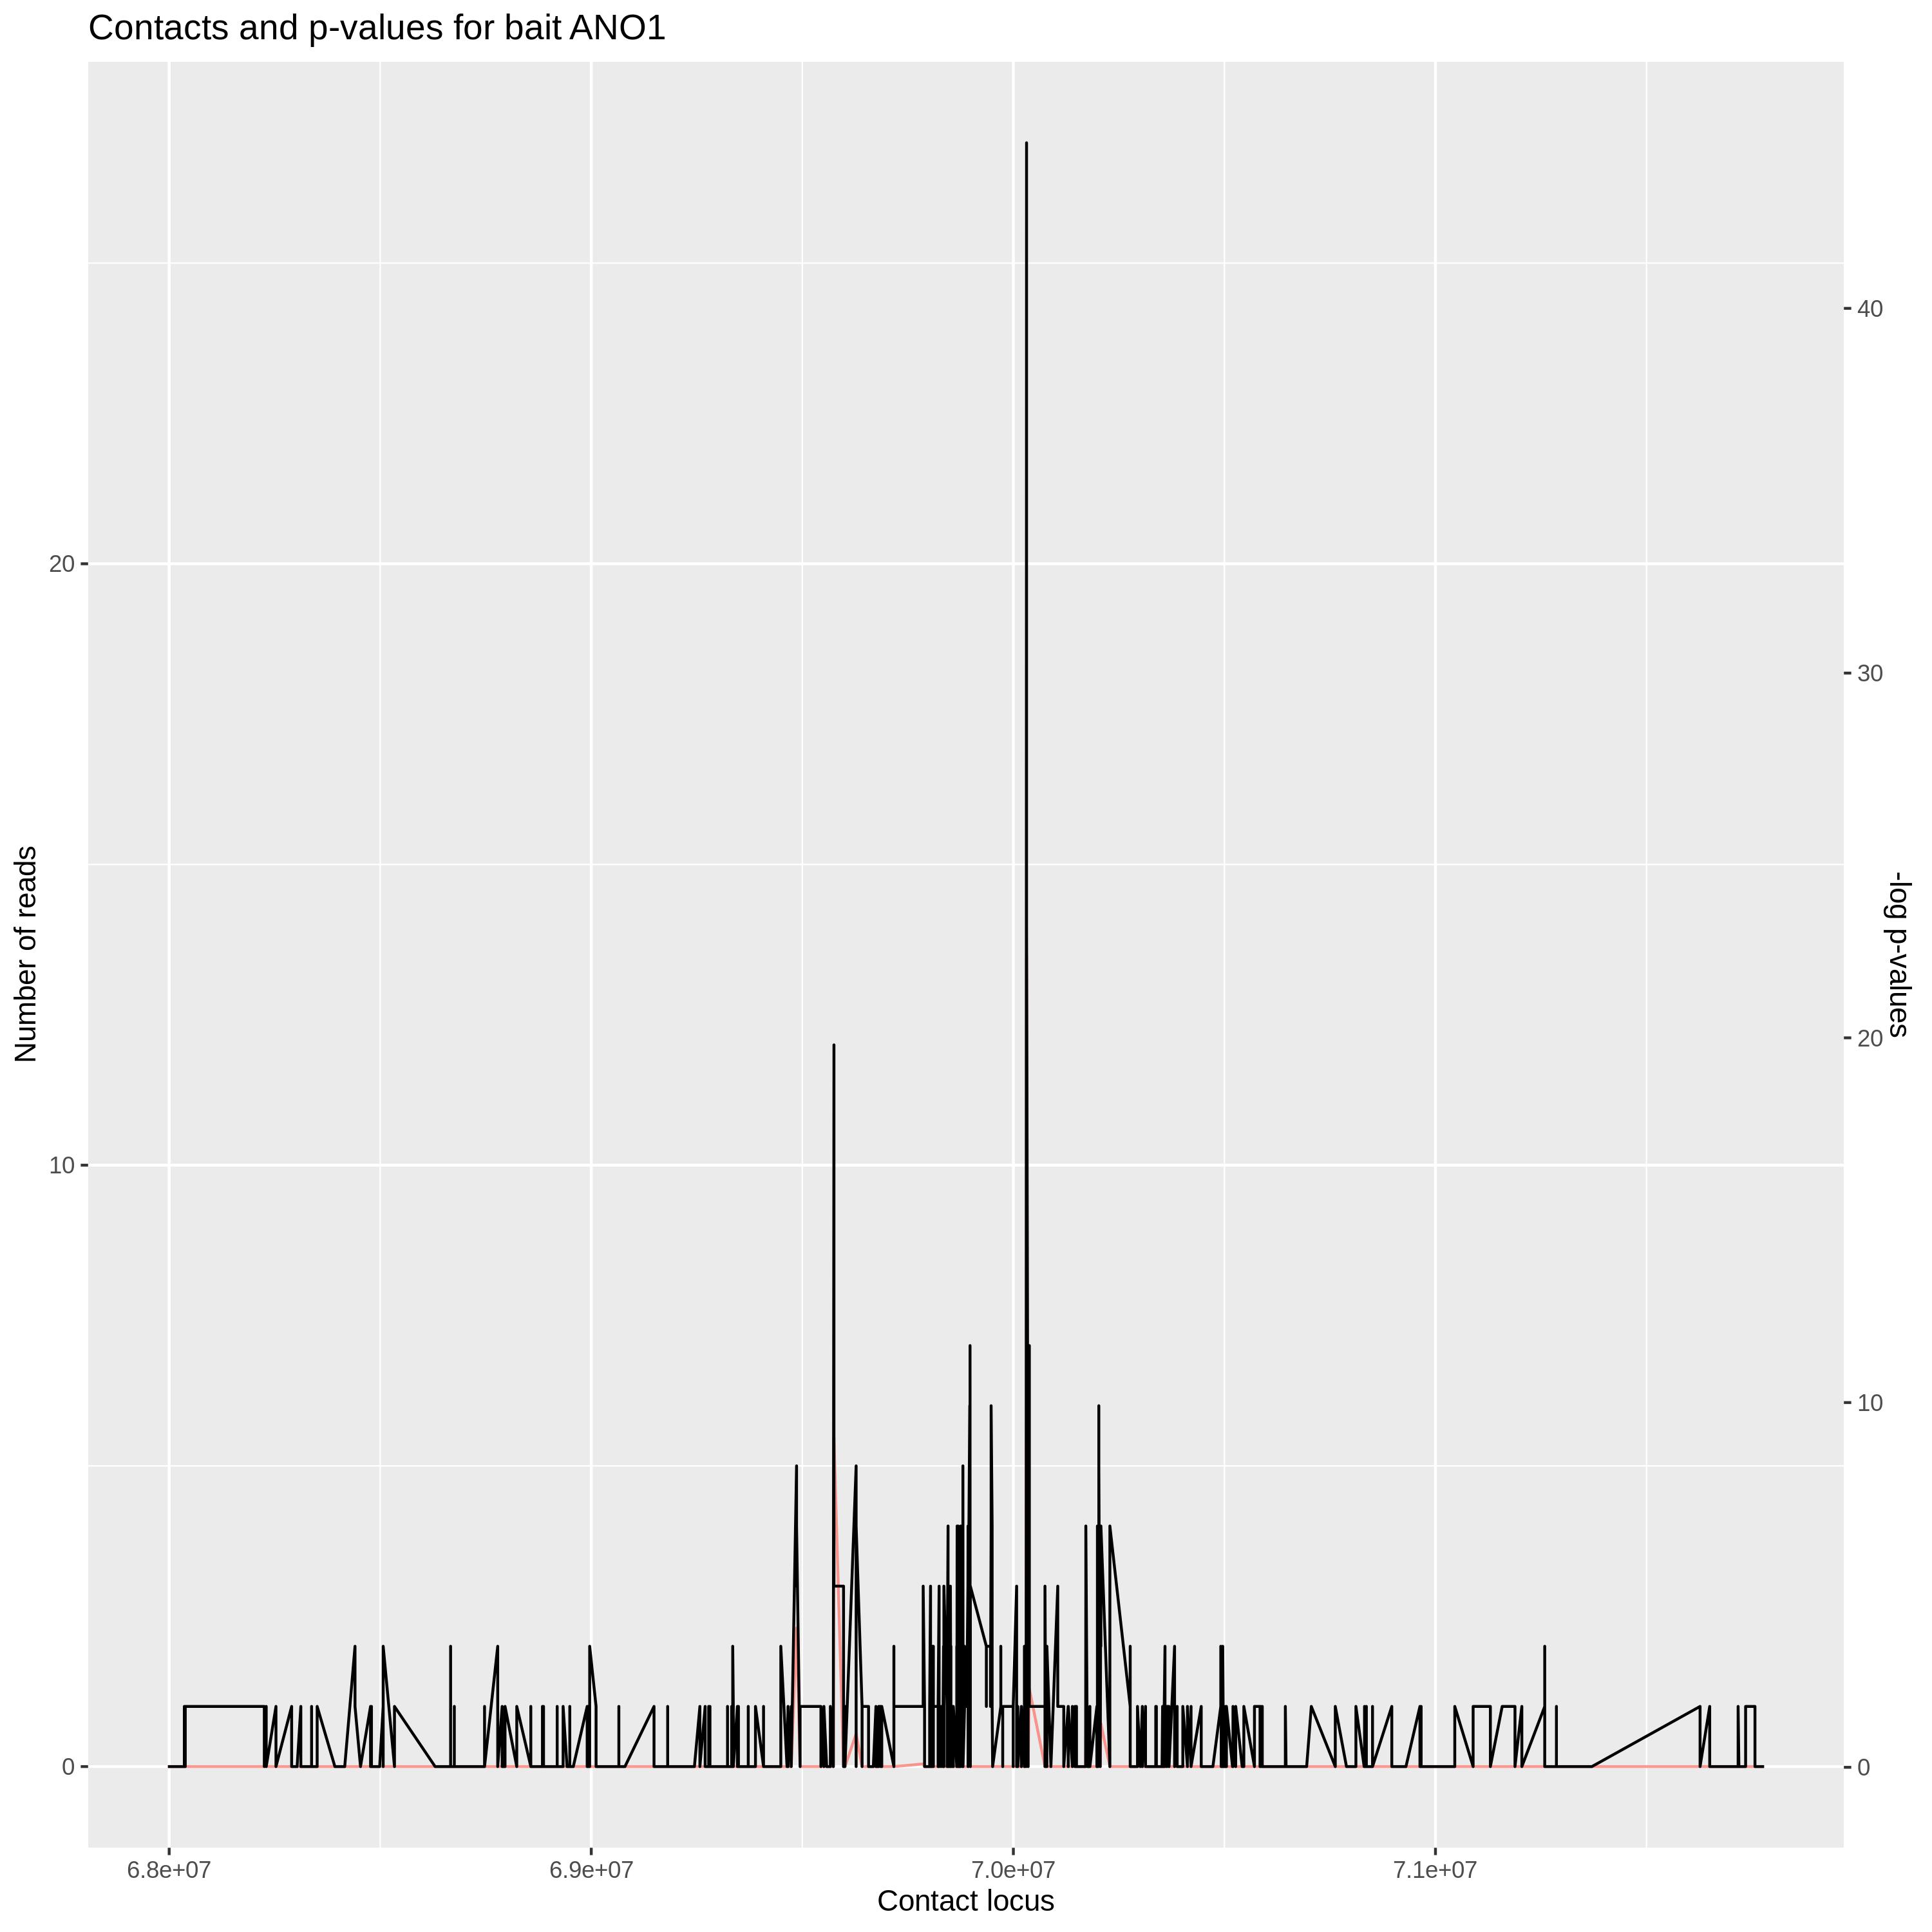 Contacts and p-values for bait ANO1
Number of reads
20
10
0
40
30
20
10
0
-log p-values
6.8e+07 6.9e+07 7.0e+07 7.1e+07
Contact locus